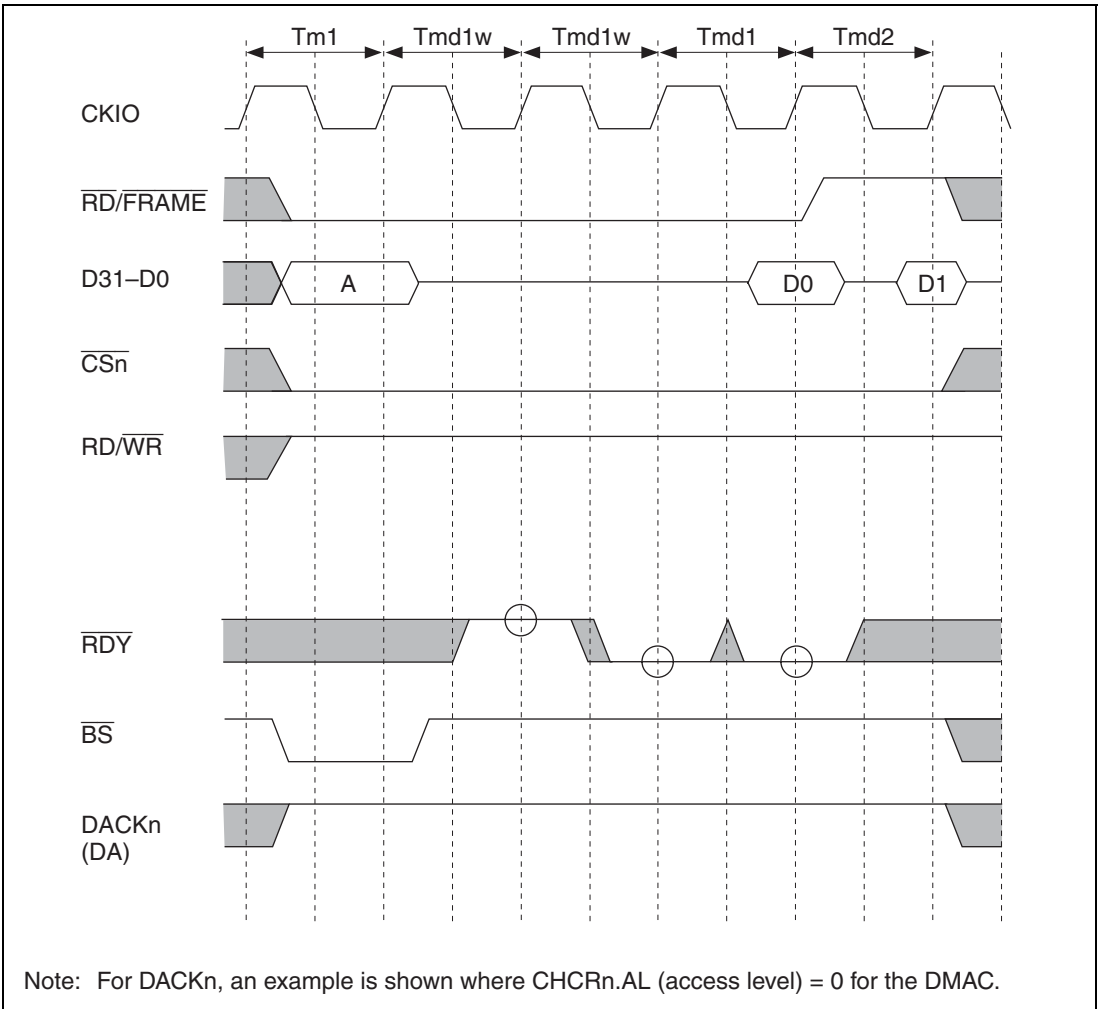 Tm1 Tmd1w Tmd1w Tmd1 Tmd2
CKIO
RD/FRAME
D31–D0 A D0 D1
CSn
RD/WR
RDY
BS
DACKn
(DA)
Note: For DACKn, an example is shown where CHCRn.AL (access level) = 0 for the DMAC.